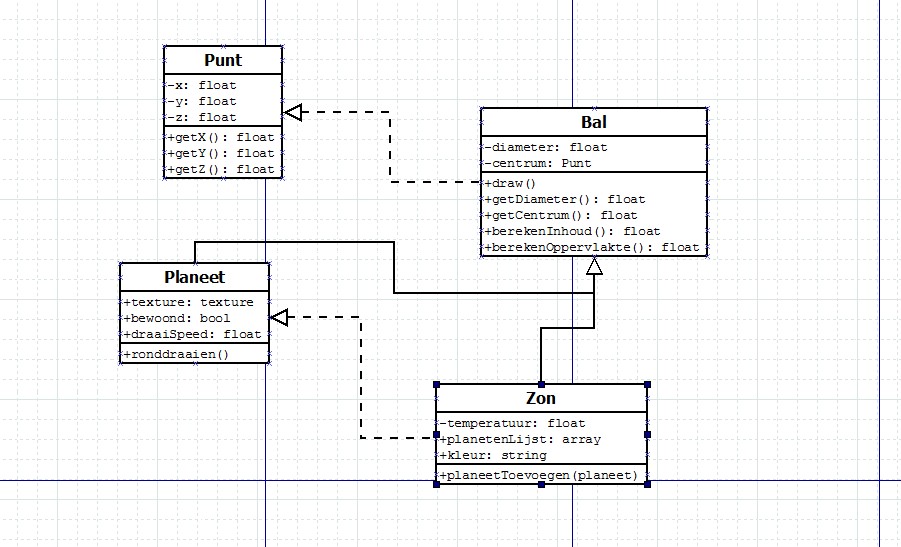 Punt
-x: float
-y: float
-z: float
+getX(): float
+getY(): float
+getZ(): float
Bal
-diameter: float
-centrum: Punt
+draw()
+getDiameter(): float
+getCentrum(): float
+berekenInhoud(): float
+berekenOppervlakte(): float
Planeet
+texture: texture
+bewoond: bool
+draaiSpeed: float
+ronddraaien()
Zon
-temperatuur: float
+planetenLijst: array
+kleur: string
+planeetToevoegen(planeet)